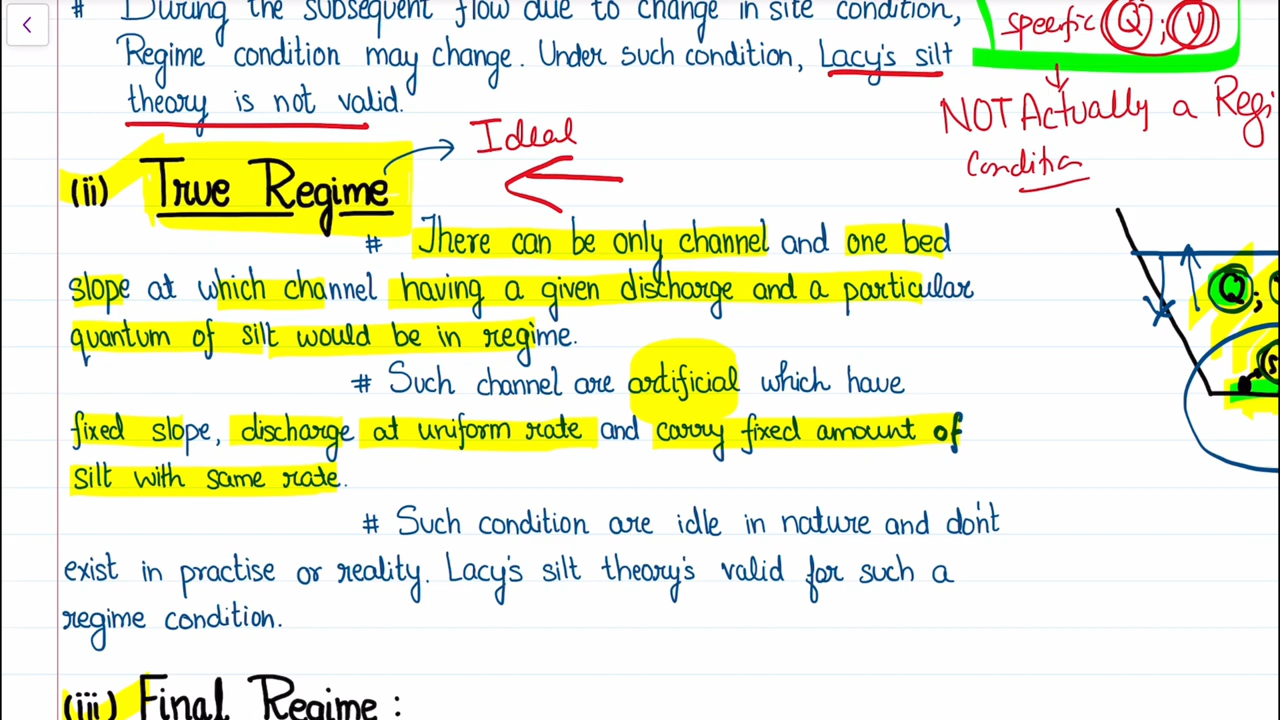 # During the subsequent flow due to change in site condition,
Regime condition may change. Under such condition, Lacy's silt
theory is not valid.
specific Q ; V
NOT Actually a Regi
Condition
(ii) True Regime
Ideal
# There can be only channel and one bed
slope at which channel having a given discharge and a particular
quantum of silt would be in regime.
# Such channel are artificial which have
fixed slope, discharge at uniform rate and carry fixed amount of
silt with same rate.
# Such condition are idle in nature and don't
exist in practise or reality. Lacy's silt theory's valid for such a
regime condition.
Q ;
(iii) Final Regime :